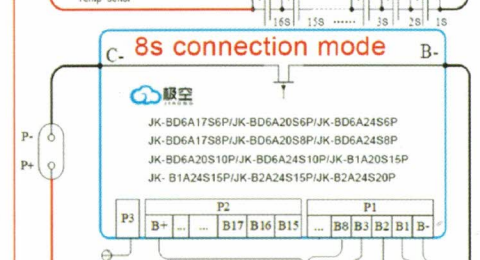 Temp Sensor
16S 15S ...... 3S 2S 1S
8s connection mode
C- B-
极空
JIKONG
JK-BD6A17S6P/JK-BD6A20S6P/JK-BD6A24S6P
JK-BD6A17S8P/JK-BD6A20S8P/JK-BD6A24S8P
JK-BD6A20S10P/JK-BD6A24S10P/JK-B1A20S15P
JK- B1A24S15P/JK-B2A24S15P/JK-B2A24S20P
P-
P+
P3 P2 P1
B+ ... ... B17 B16 B15 ... B8 B3 B2 B1 B-